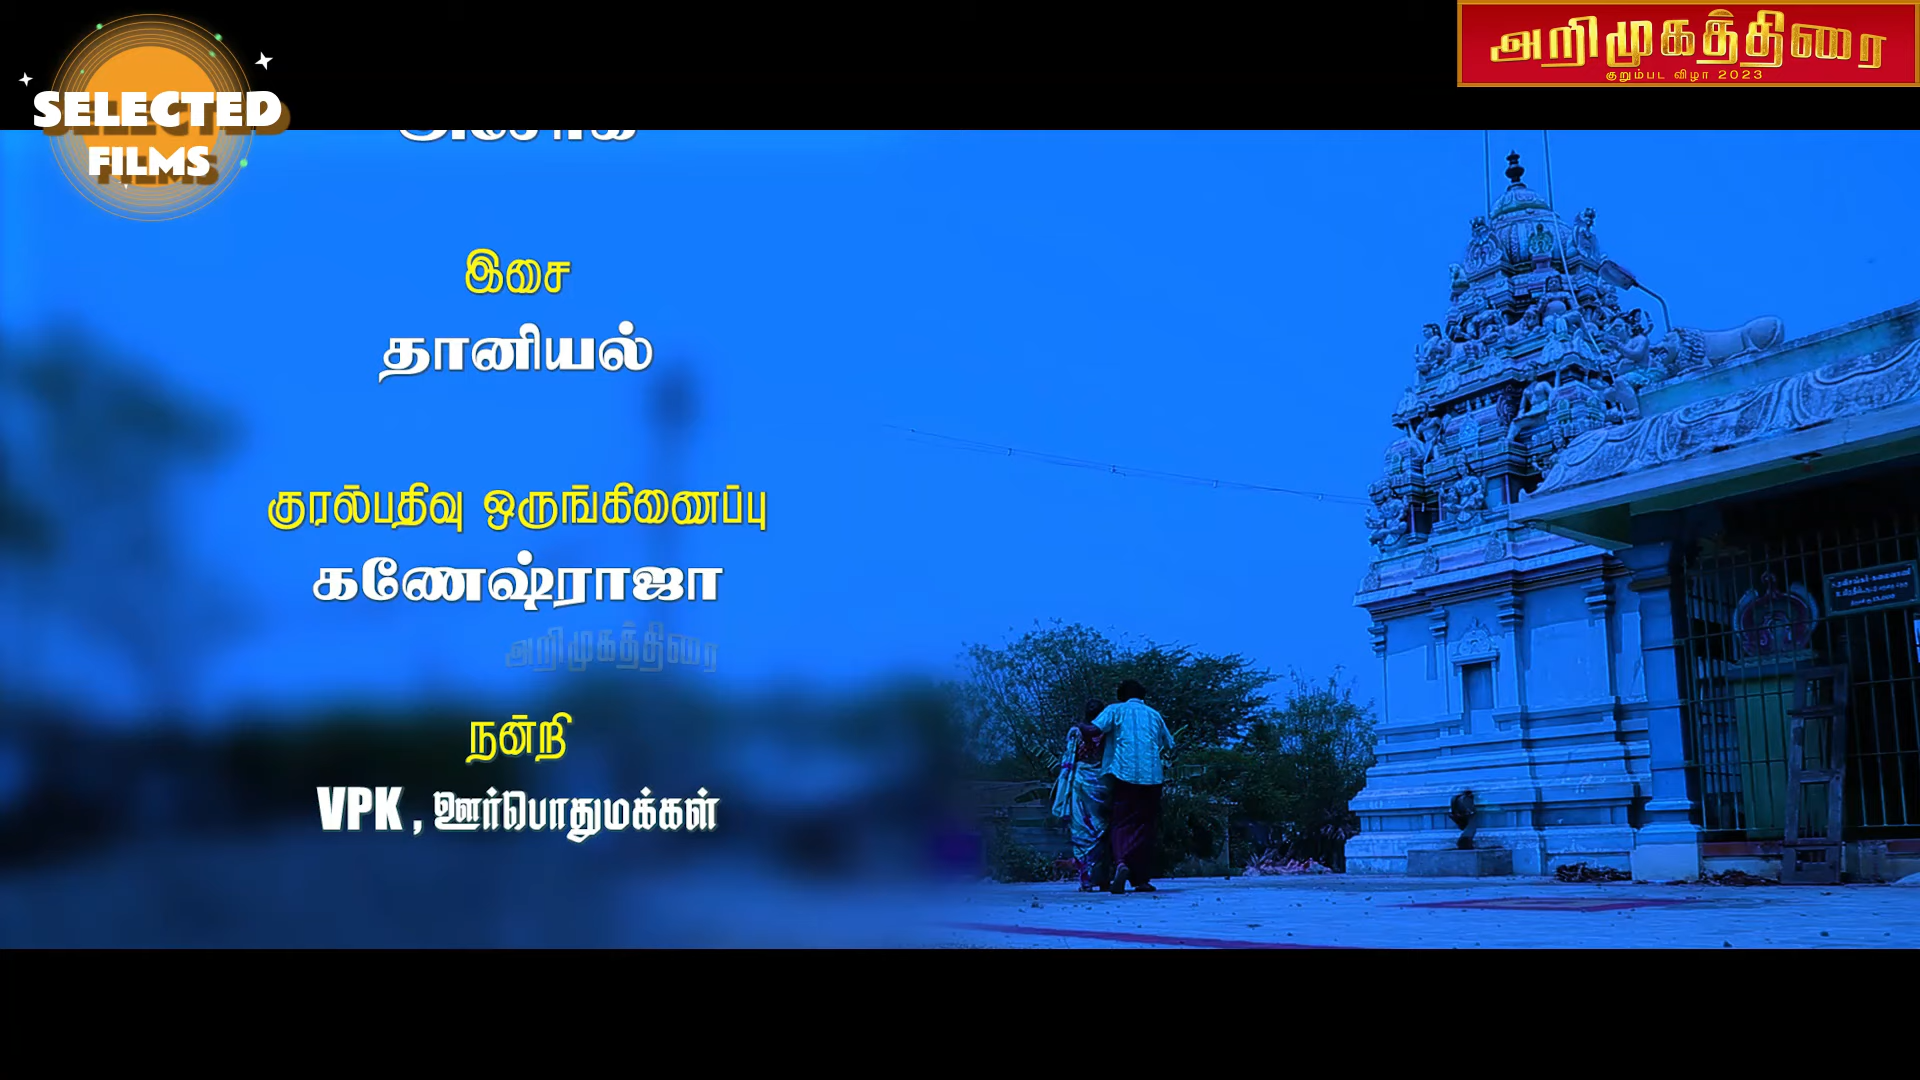 SELECTED
FILMS
அறிமுகத்திரை
குறும்பட விழா 2023
இசை
தானியல்
குரல்பதிவு ஒருங்கிணைப்பு
கணேஷ்ராஜா
அறிமுகத்திரை
நன்றி
VPK , ஊர்பொதுமக்கள்